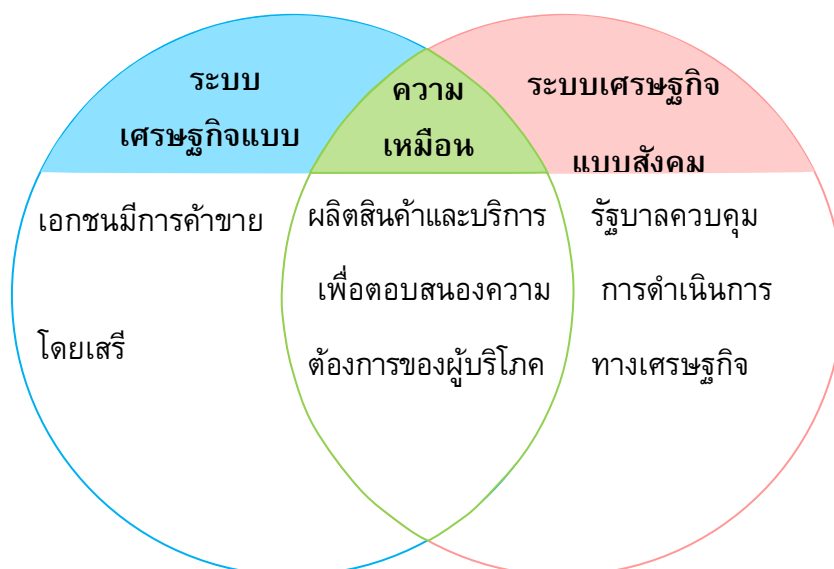 ระบบ
เศรษฐกิจแบบ
เอกชนมีการค้าขาย
โดยเสรี
ความ
เหมือน
ผลิตสินค้าและบริการ
เพื่อตอบสนองความ
ต้องการของผู้บริโภค
ระบบเศรษฐกิจ
แบบสังคม
รัฐบาลควบคุม
การดำเนินการ
ทางเศรษฐกิจ